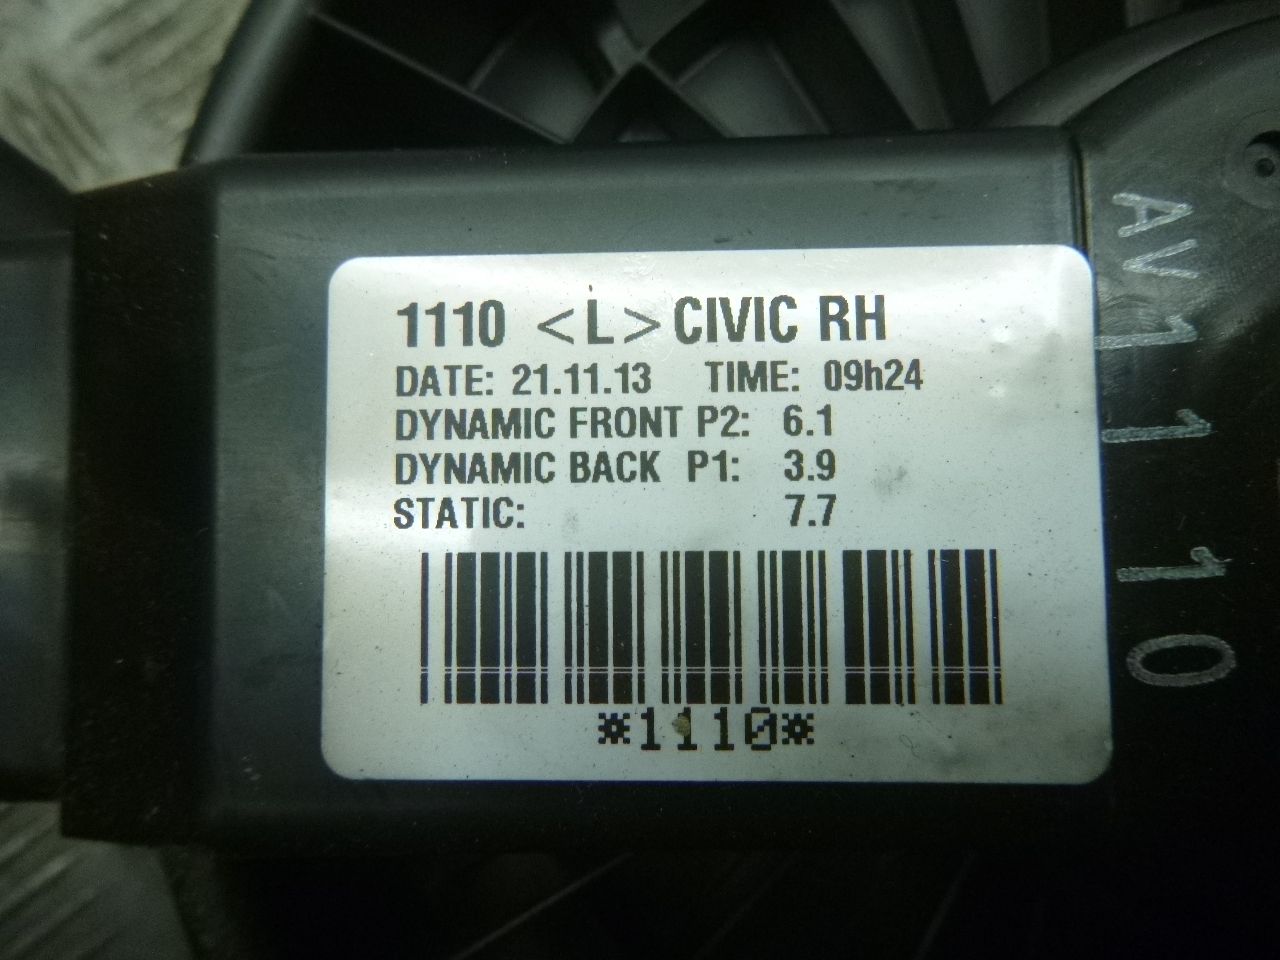 1110 <L> CIVIC RH
DATE: 21.11.13 TIME: 09h24
DYNAMIC FRONT P2: 6.1
DYNAMIC BACK P1: 3.9
STATIC: 7.7
*1110*
AV1110